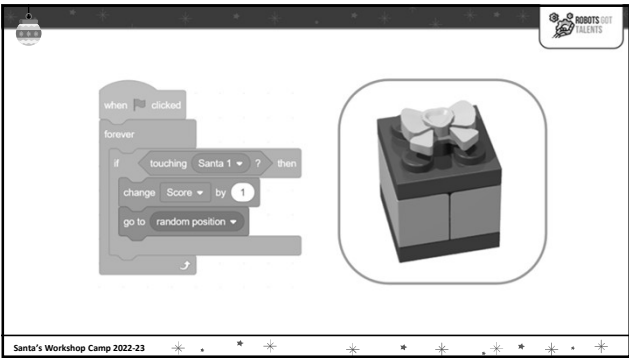 ROBOTS GOT
TALENTS
when clicked
forever
if touching Santa 1 ? then
change Score by 1
go to random position
Santa's Workshop Camp 2022-23